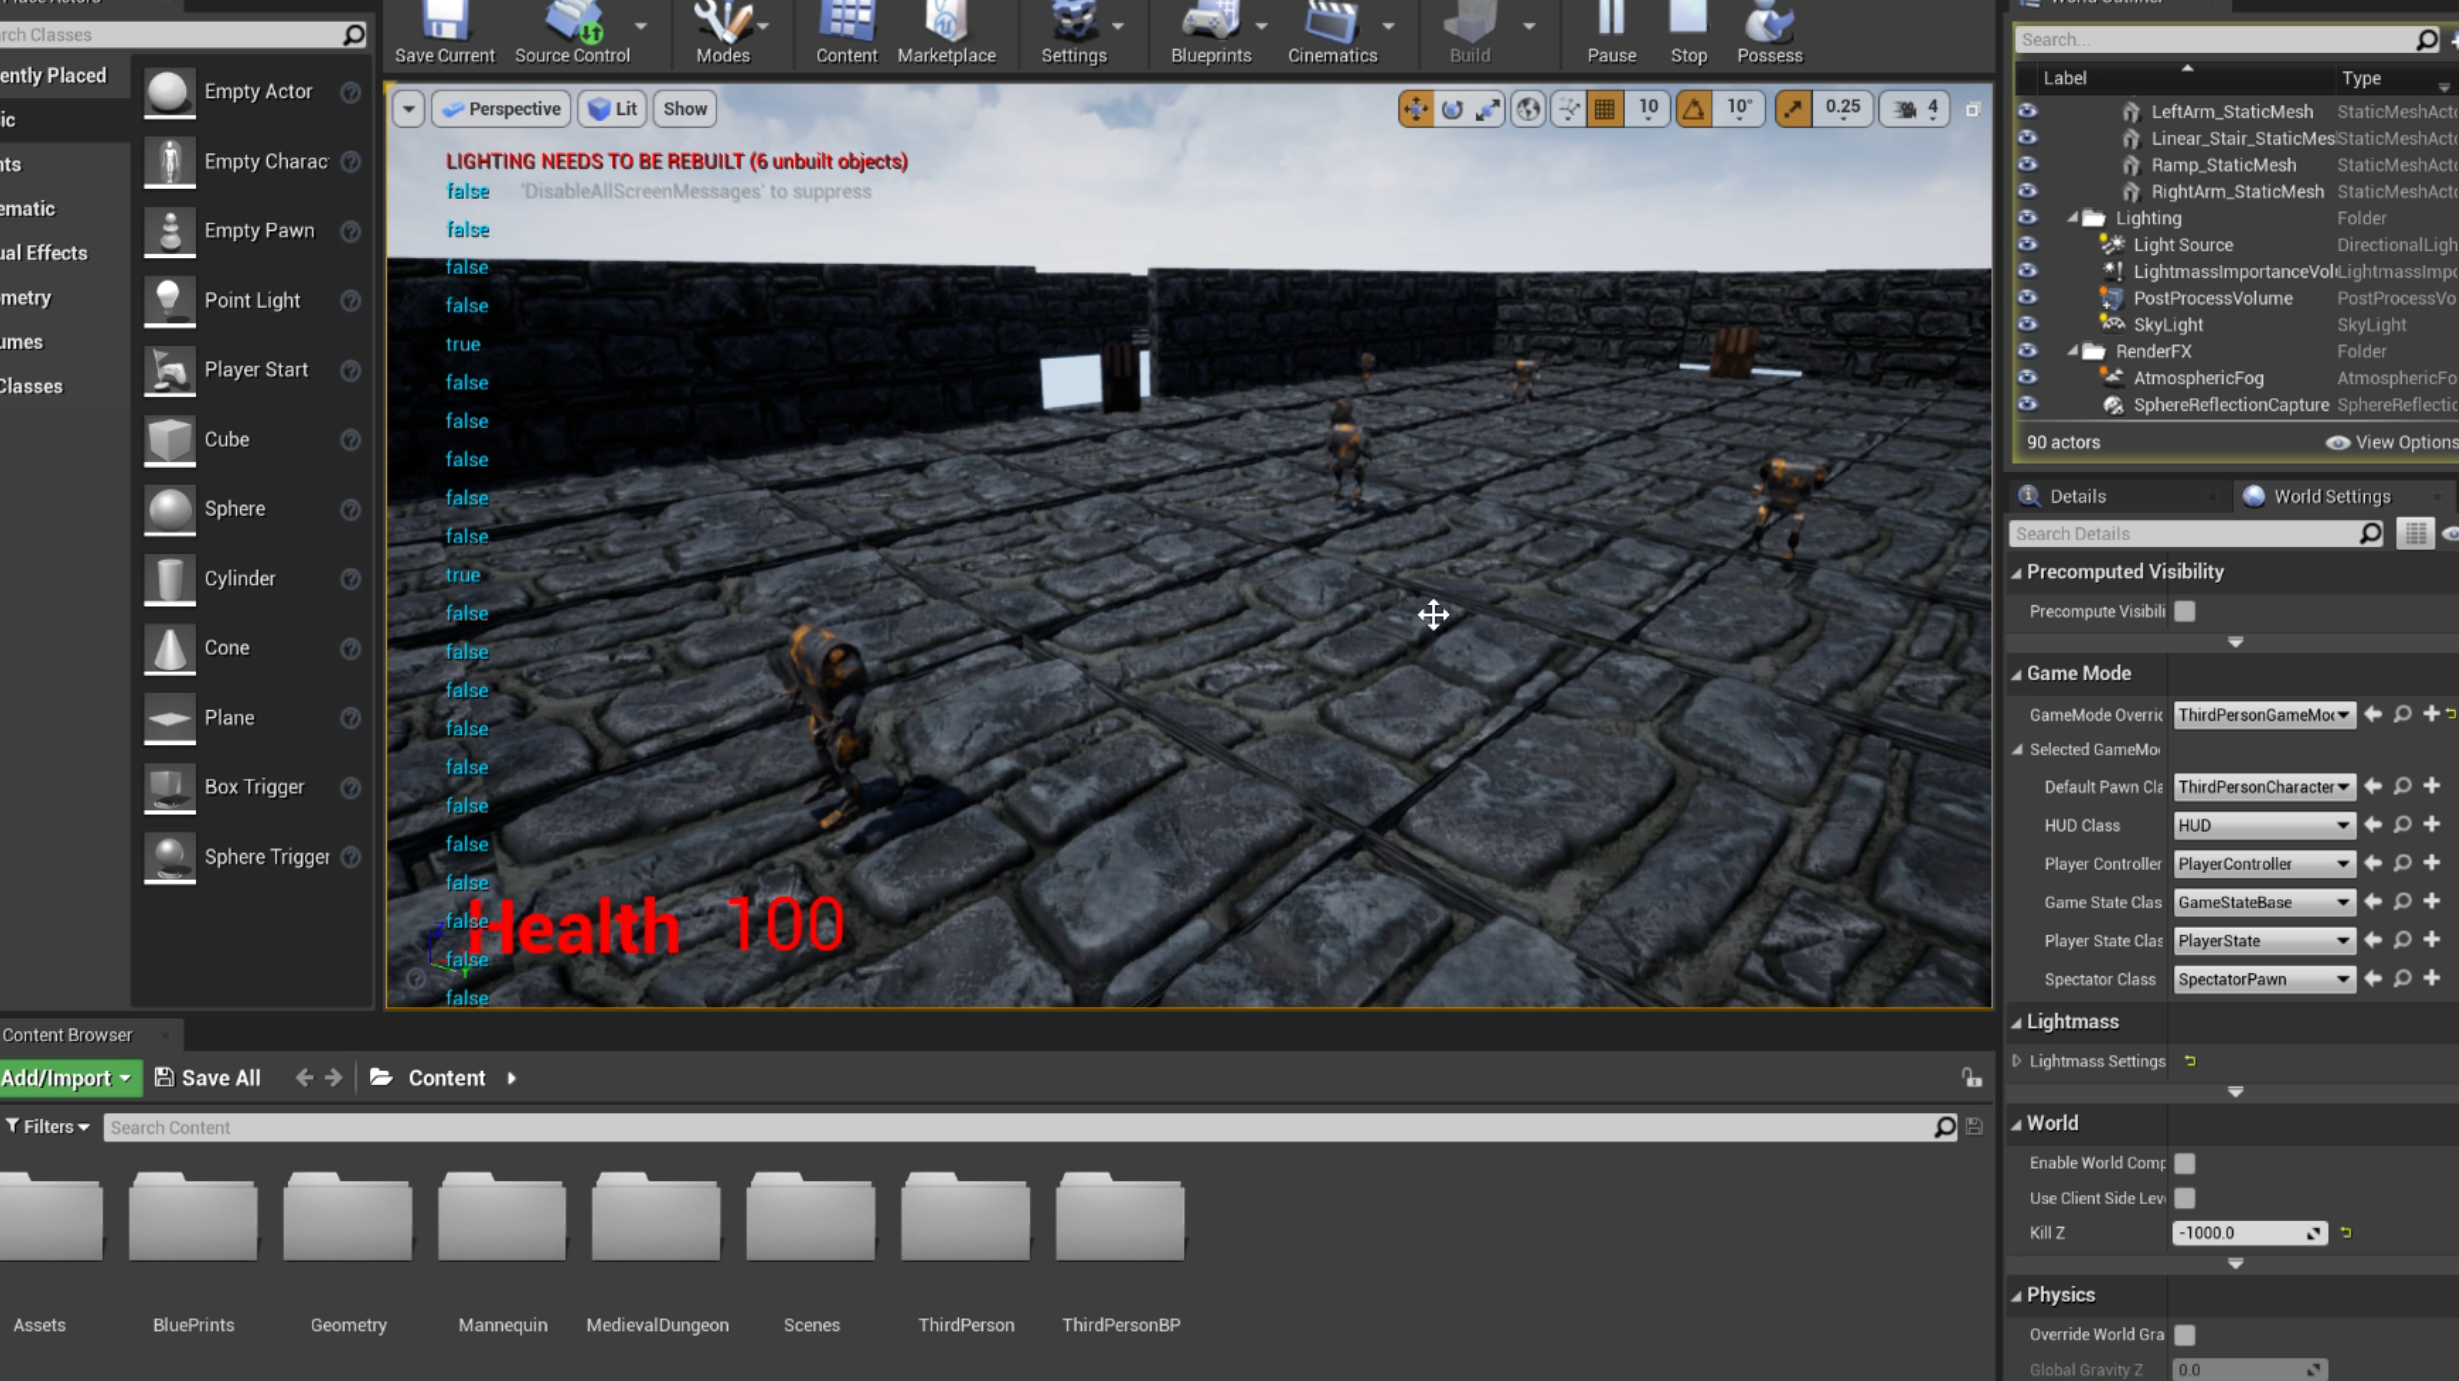 Place Actors
World Outliner
rch Classes
ently Placed
ic
nts
ematic
ual Effects
ometry
umes
Classes
Empty Actor
Empty Charac
Empty Pawn
Point Light
Player Start
Cube
Sphere
Cylinder
Cone
Plane
Box Trigger
Sphere Trigger
Save Current
Source Control
Modes
Content
Marketplace
Settings
Blueprints
Cinematics
Build
Pause
Stop
Possess
Perspective
Lit
Show
10
10°
0.25
4
LIGHTING NEEDS TO BE REBUILT (6 unbuilt objects)
false 'DisableAllScreenMessages' to suppress
false
false
false
true
false
false
false
false
false
true
false
false
false
false
false
false
false
false
false
false
false
Health 100
Z
Y
Search...
Label Type
LeftArm_StaticMesh StaticMeshActo
Linear_Stair_StaticMes StaticMeshActo
Ramp_StaticMesh StaticMeshActo
RightArm_StaticMesh StaticMeshActo
Lighting Folder
Light Source DirectionalLigh
LightmassImportanceVol LightmassImpo
PostProcessVolume PostProcessVo
SkyLight SkyLight
RenderFX Folder
AtmosphericFog AtmosphericFo
SphereReflectionCapture SphereReflectic
90 actors View Options
Details World Settings
Search Details
Precomputed Visibility
Precompute Visibili
Game Mode
GameMode Overri ThirdPersonGameMo
Selected GameMo
Default Pawn Cla ThirdPersonCharacter
HUD Class HUD
Player Controller PlayerController
Game State Clas GameStateBase
Player State Clas PlayerState
Spectator Class SpectatorPawn
Lightmass
Lightmass Settings
World
Enable World Comp
Use Client Side Lev
Kill Z -1000.0
Physics
Override World Gra
Global Gravity Z 0.0
Content Browser
Add/Import Save All Content
Filters Search Content
Assets BluePrints Geometry Mannequin MedievalDungeon Scenes ThirdPerson ThirdPersonBP